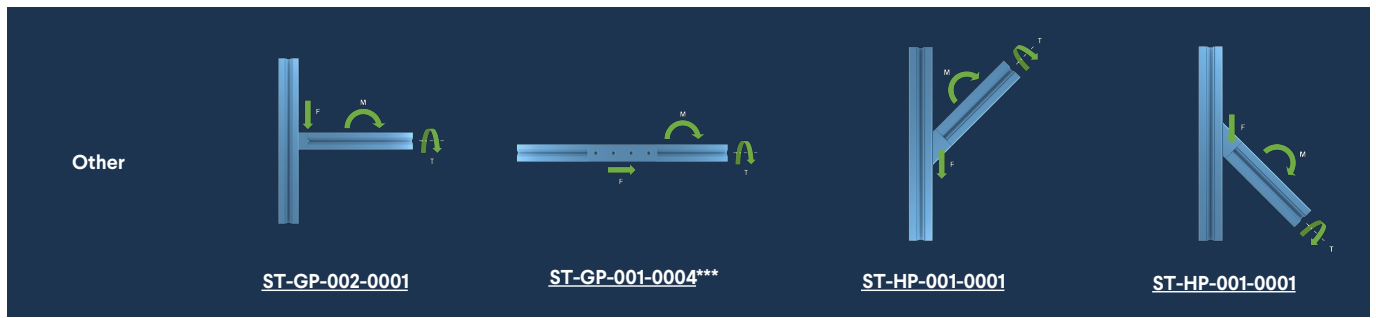 T
M
M
F
F
M
F
M
Other
T
T
F
T
ST-GP-002-0001
ST-GP-001-0004***
ST-HP-001-0001
ST-HP-001-0001